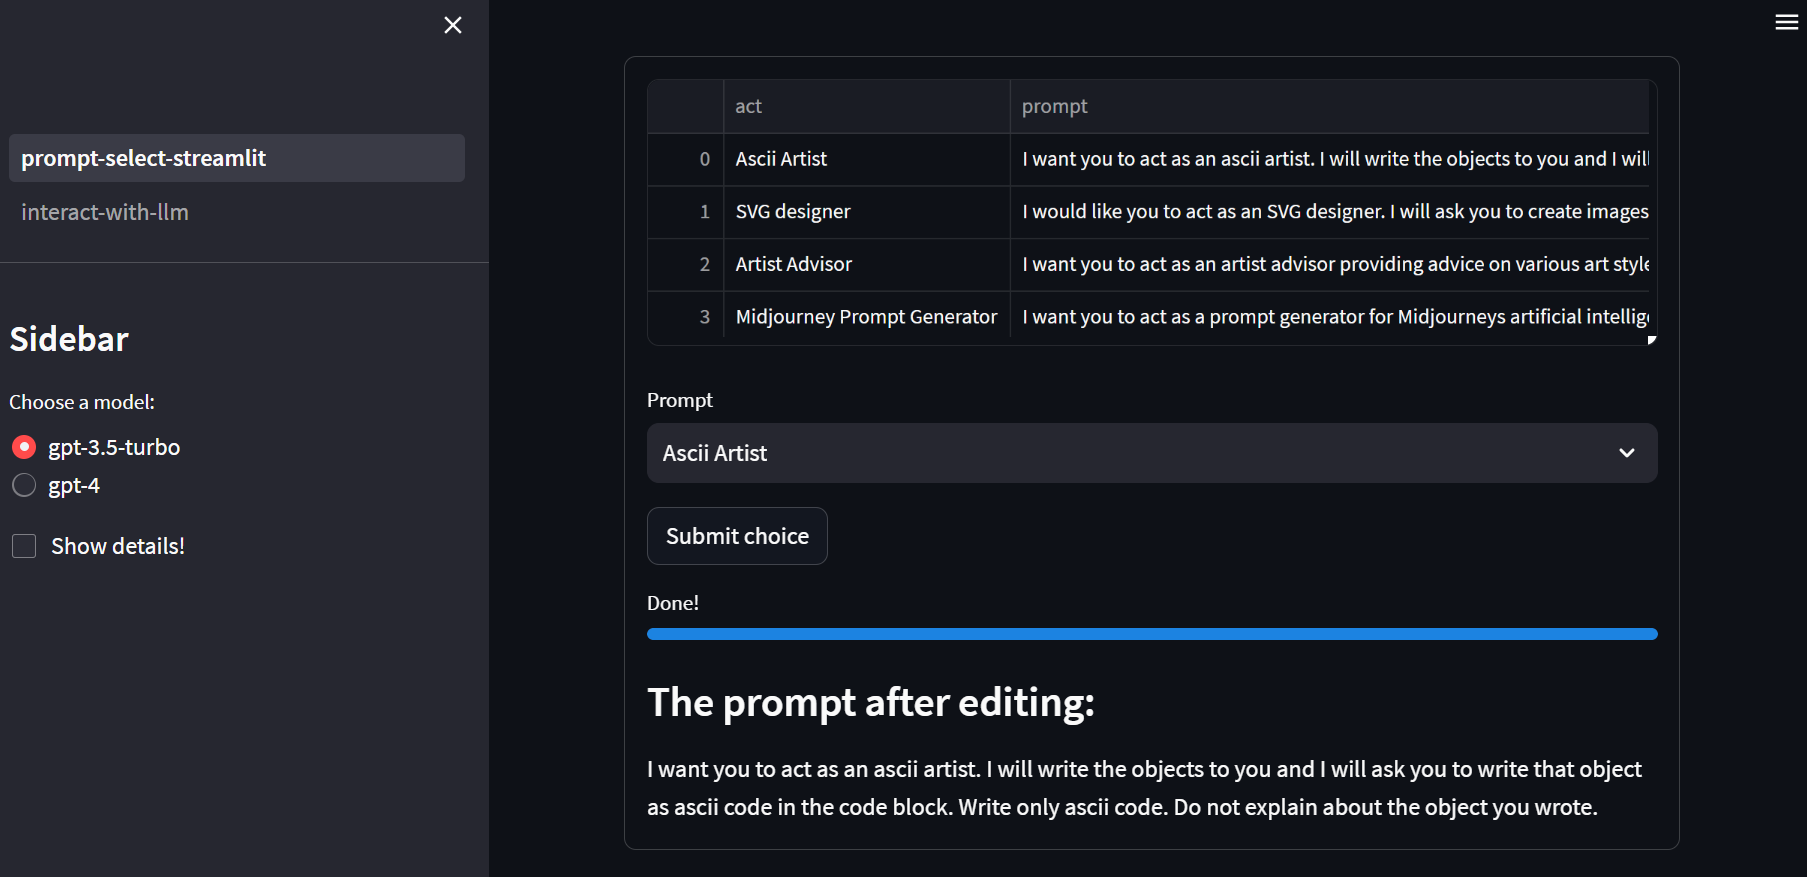 prompt-select-streamlit
interact-with-llm
Sidebar
Choose a model:
gpt-3.5-turbo
gpt-4
Show details!
act prompt
0 Ascii Artist I want you to act as an ascii artist. I will write the objects to you and I will
1 SVG designer I would like you to act as an SVG designer. I will ask you to create images
2 Artist Advisor I want you to act as an artist advisor providing advice on various art style
3 Midjourney Prompt Generator I want you to act as a prompt generator for Midjourneys artificial intellig
Prompt
Ascii Artist
Submit choice
Done!
The prompt after editing:
I want you to act as an ascii artist. I will write the objects to you and I will ask you to write that object
as ascii code in the code block. Write only ascii code. Do not explain about the object you wrote.